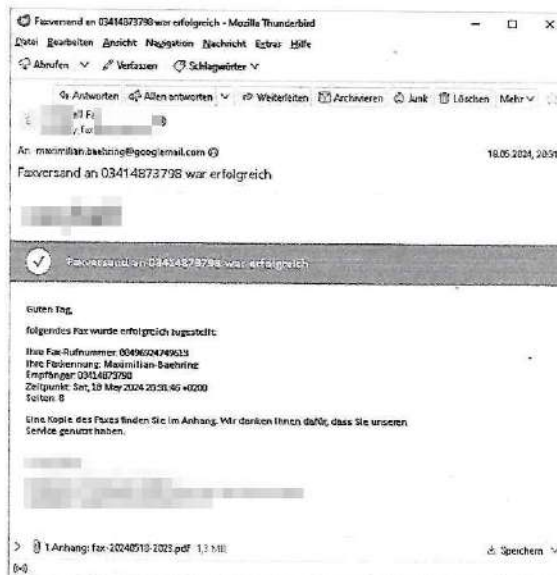 Faxversand an 03414873798 war erfolgreich - Mozilla Thunderbird
Datei Bearbeiten Ansicht Navigation Nachricht Extras Hilfe
Abrufen Verfassen Schlagwörter
Antworten Allen antworten Weiterleiten Archivieren Junk Löschen Mehr
An: maximilian.baehring@googlemail.com
18.05.2024, 20:31
Faxversand an 03414873798 war erfolgreich
Faxversand an 03414873798 war erfolgreich
Guten Tag,
folgendes Fax wurde erfolgreich zugestellt:
Ihre Fax-Rufnummer:
Ihre Faxkennung: Maximilian-Baehring
Empfänger: 03414873798
Zeitpunkt: Sat, 18 May 2024 20:31:46 +0200
Seiten: 8
Eine Kopie des Faxes finden Sie im Anhang. Wir danken Ihnen dafür, dass Sie unseren
Service genutzt haben.
1 Anhang: fax-20240518-2023.pdf 1,3 MB
Speichern